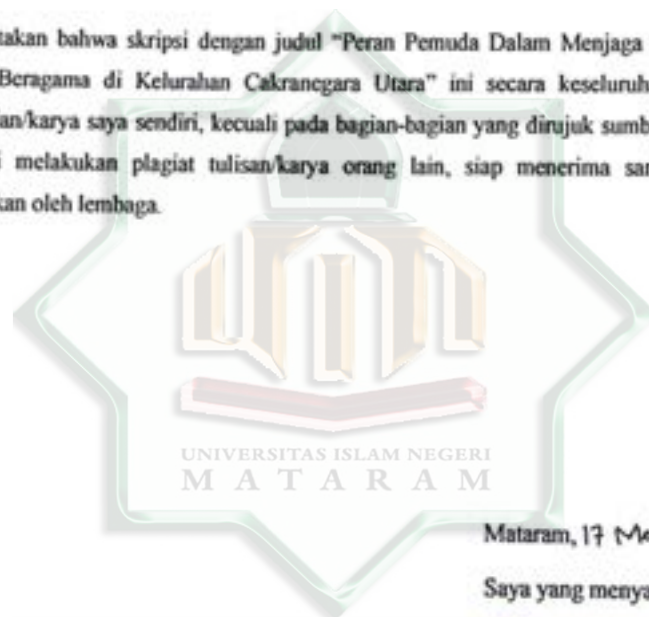 takan bahwa skripsi dengan judul "Peran Pemuda Dalam Menjaga
Beragama di Kelurahan Cakranegara Utara" ini secara keseluruh
an/karya saya sendiri, kecuali pada bagian-bagian yang dirujuk sumb
melakukan plagiat tulisan/karya orang lain, siap menerima san
kan oleh lembaga.
UNIVERSITAS ISLAM NEGERI
MATARAM
Mataram, 17 Me
Saya yang menya